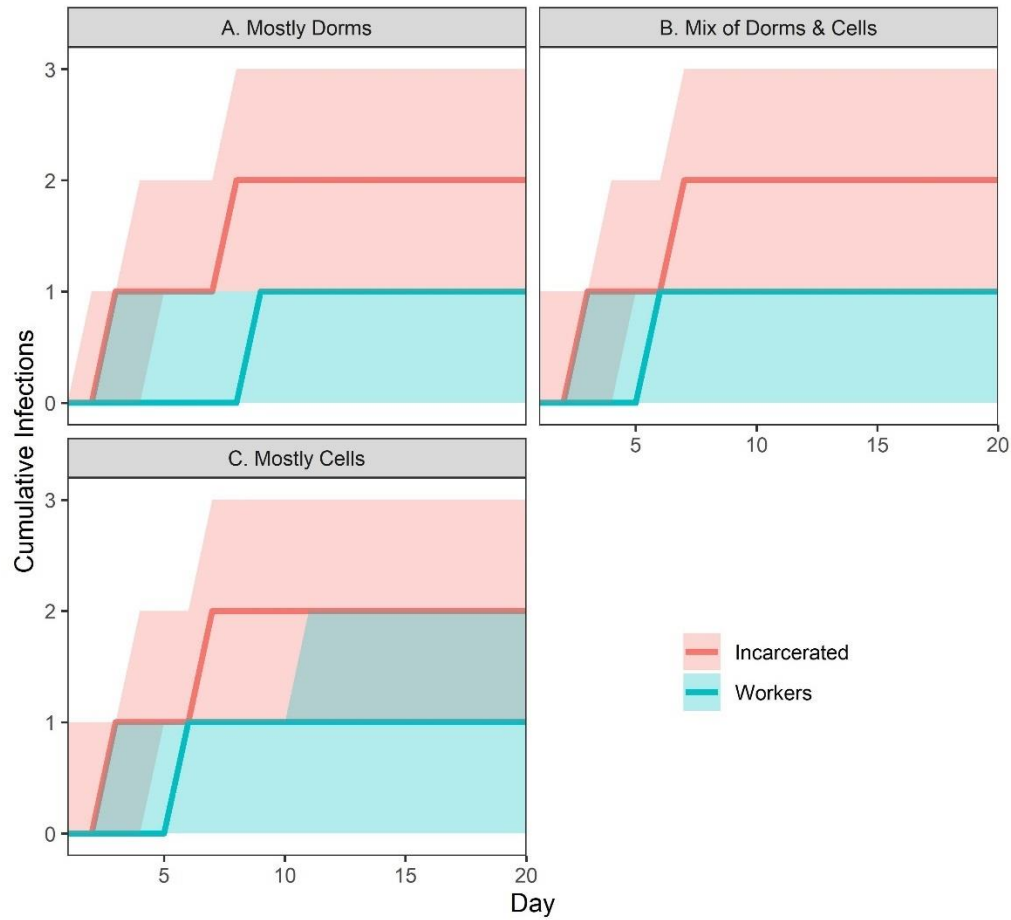 A. Mostly Dorms
B. Mix of Dorms & Cells
Cumulative Infections
3
2
1
0
5
10
15
20
C. Mostly Cells
3
2
1
0
5
10
15
20
Day
Incarcerated
Workers